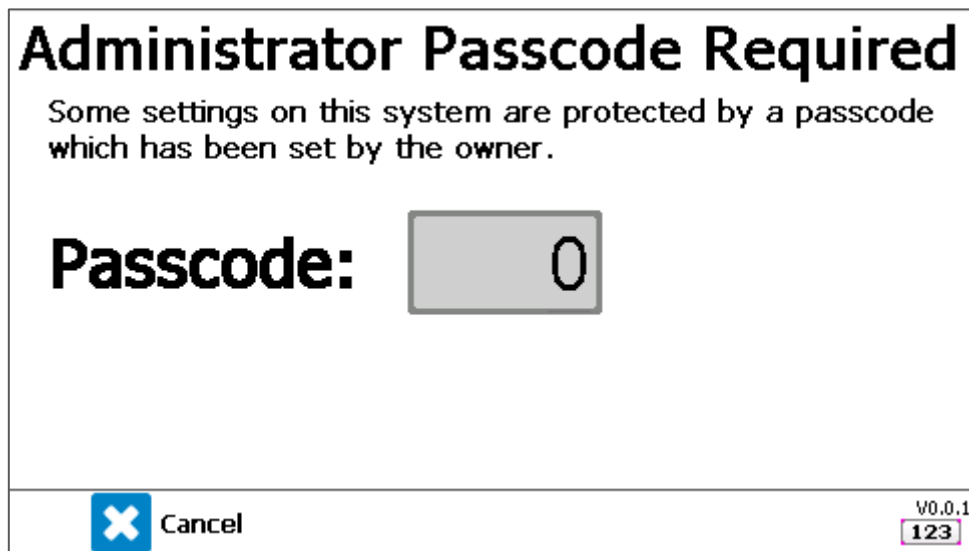 Administrator Passcode Required
Some settings on this system are protected by a passcode
which has been set by the owner.
Passcode: 0
Cancel
V0.0.1
123